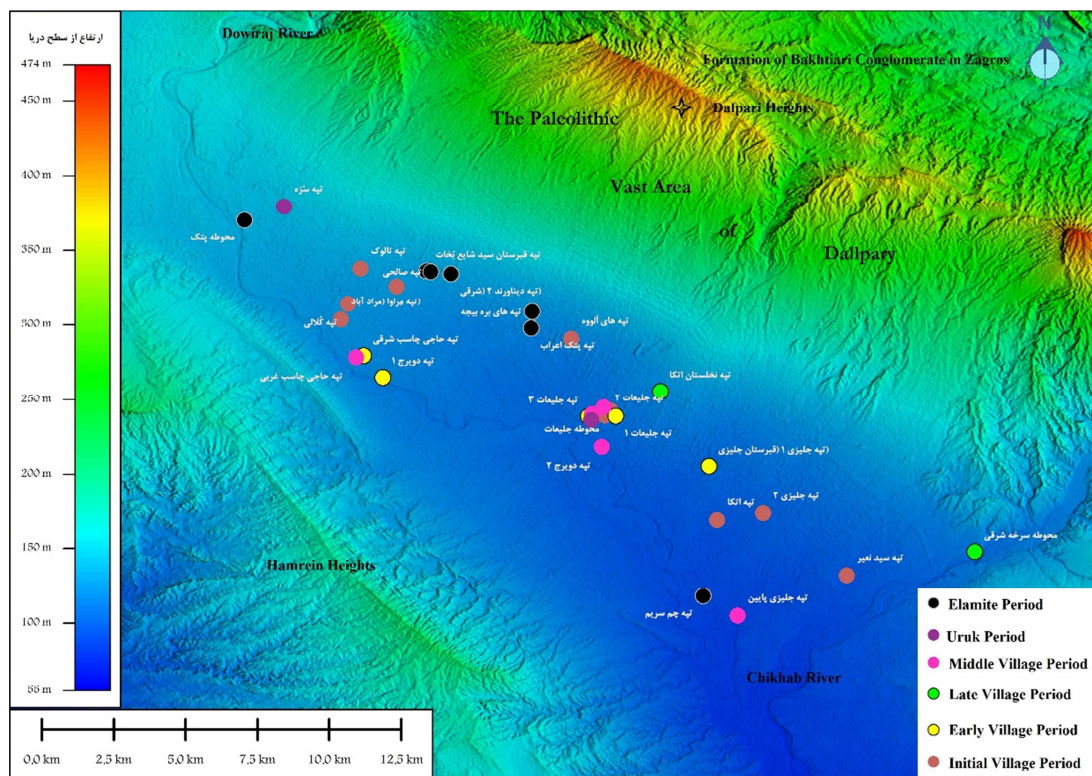 ارتفاع از سطح دریا
474 m
450 m
400 m
350 m
300 m
250 m
200 m
150 m
100 m
Dowiraj River
N
Formation of Bakhtiari Conglomerate in Zagros
Dalpari Heights
The Paleolithic
Vast Area
of
Dallpary
تپه سزه
محوطه پتک
تپه تالوک
تپه قبرستان سید شایع بُخات
تپه صالحی
تپه دیناورند ۲ (شرقی)
(تپه مِراوا (مراد آباد
تپه های بره بیجه
تپه گلالی
تپه پتک اعراب
تپه های آلووه
تپه حاجی چاسب شرقی
تپه دویرج ۱
تپه حاجی چاسب غربی
تپه نخلستان اتکا
تپه جلیعات ۳
تپه جلیعات ۲
محوطه جلیعات
تپه جلیعات ۱
تپه دویرج ۲
(تپه جلیزی ۱ (قبرستان جلیزی
تپه اتکا
تپه جلیزی ۲
محوطه سرخه شرقی
Hamrein Heights
تپه سید نعیر
تپه چم سریم
تپه جلیزی پایین
Chikhab River
Elamite Period
Uruk Period
Middle Village Period
Late Village Period
Early Village Period
Initial Village Period
0,0 km
2,5 km
5,0 km
7,5 km
10,0 km
12,5 km